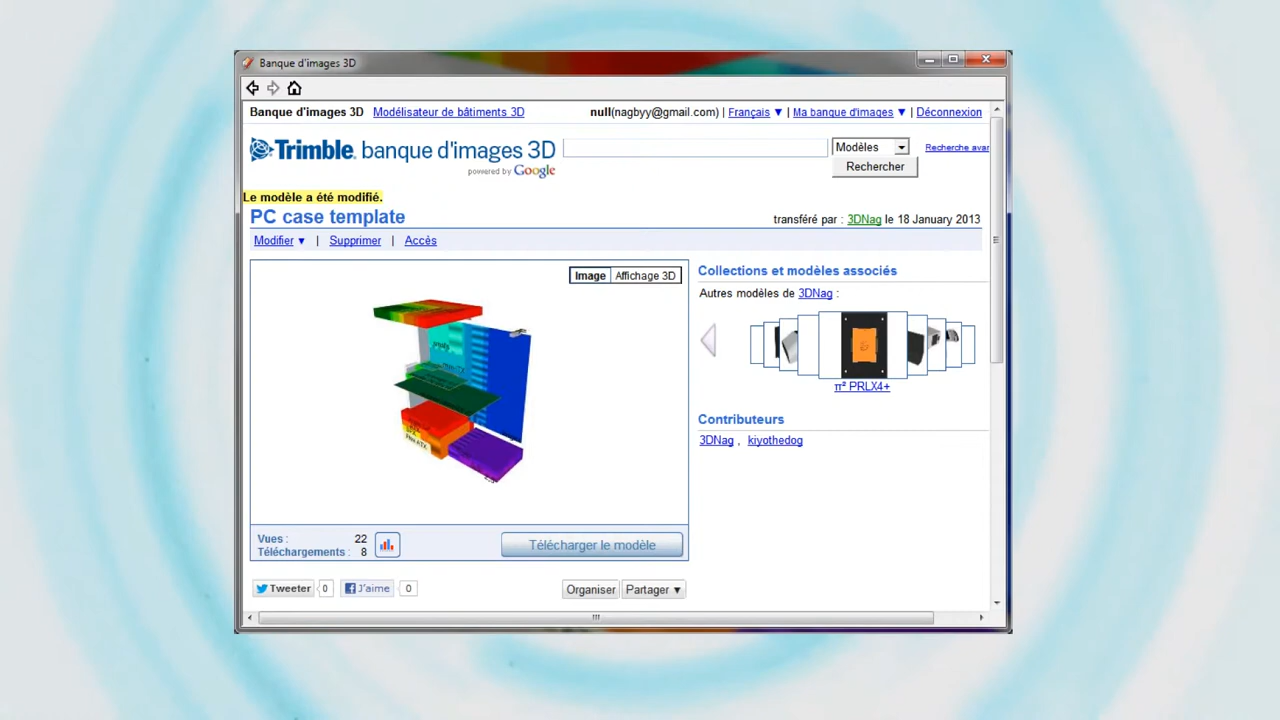 Banque d'images 3D
Banque d'images 3D Modélisateur de bâtiments 3D null(nagbyy@gmail.com) | Français ▼ | Ma banque d'images ▼ | Déconnexion
Trimble. banque d'images 3D Modèles Recherche avan
powered by Google Rechercher
Le modèle a été modifié.
PC case template transféré par : 3DNag le 18 January 2013
Modifier ▼ | Supprimer | Accès
Image Affichage 3D
Collections et modèles associés
Autres modèles de 3DNag :
π² PRLX4+
Contributeurs
3DNag , kiyothedog
Vues : 22
Téléchargements : 8
Télécharger le modèle
Tweeter 0 J'aime 0 Organiser Partager ▼